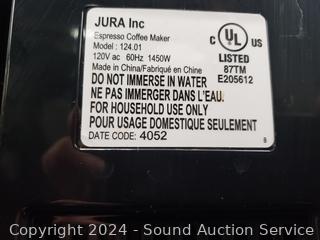 JURA Inc
Espresso Coffee Maker
Model : 124.01
120V ac 60Hz 1450W
Made in China/Fabriqué en Chine
C UL US
LISTED
87TM
E205612
DO NOT IMMERSE IN WATER
NE PAS IMMERGER DANS L'EAU.
FOR HOUSEHOLD USE ONLY
POUR USAGE DOMESTIQUE SEULEMENT
DATE CODE: 4052
B
Copyright 2024 - Sound Auction Service